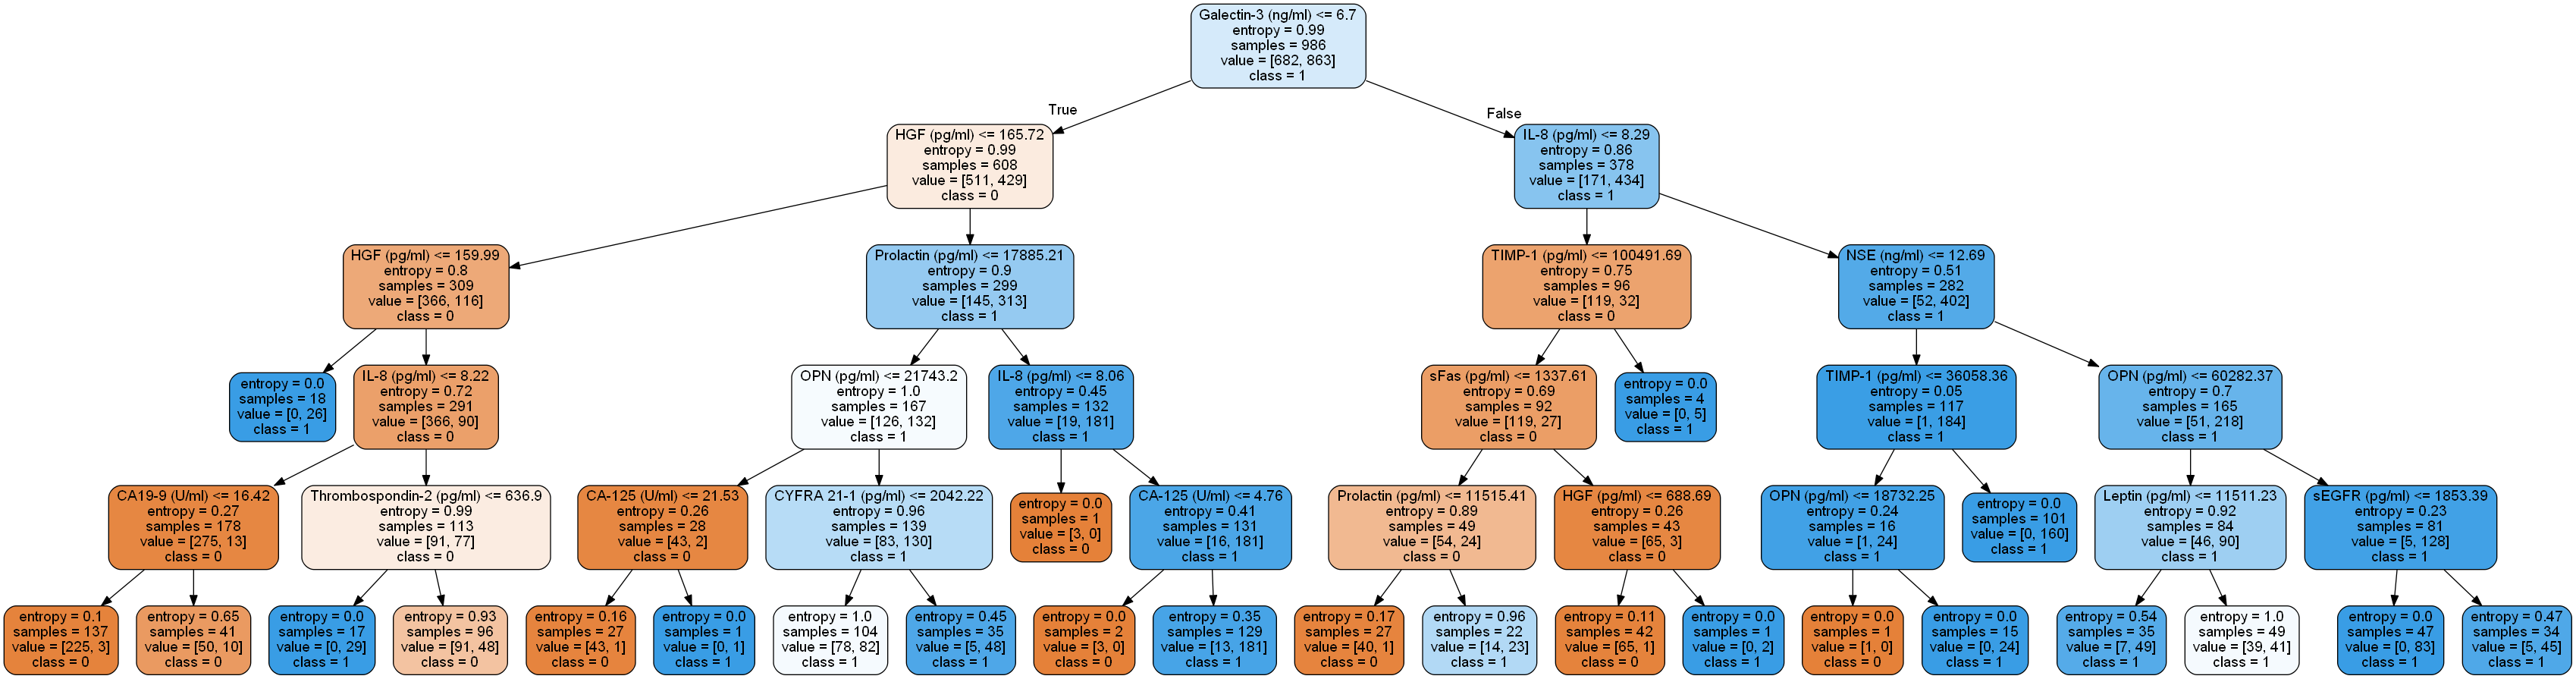 Galectin-3 (ng/ml) <= 6.7
entropy = 0.99
samples = 986
value = [682, 863]
class = 1
True
False
HGF (pg/ml) <= 165.72
entropy = 0.99
samples = 608
value = [511, 429]
class = 0
IL-8 (pg/ml) <= 8.29
entropy = 0.86
samples = 378
value = [171, 434]
class = 1
HGF (pg/ml) <= 159.99
entropy = 0.8
samples = 309
value = [366, 116]
class = 0
Prolactin (pg/ml) <= 17885.21
entropy = 0.9
samples = 299
value = [145, 313]
class = 1
TIMP-1 (pg/ml) <= 100491.69
entropy = 0.75
samples = 96
value = [119, 32]
class = 0
NSE (ng/ml) <= 12.69
entropy = 0.51
samples = 282
value = [52, 402]
class = 1
entropy = 0.0
samples = 18
value = [0, 26]
class = 1
IL-8 (pg/ml) <= 8.22
entropy = 0.72
samples = 291
value = [366, 90]
class = 0
OPN (pg/ml) <= 21743.2
entropy = 1.0
samples = 167
value = [126, 132]
class = 1
IL-8 (pg/ml) <= 8.06
entropy = 0.45
samples = 132
value = [19, 181]
class = 1
sFas (pg/ml) <= 1337.61
entropy = 0.69
samples = 92
value = [119, 27]
class = 0
entropy = 0.0
samples = 4
value = [0, 5]
class = 1
TIMP-1 (pg/ml) <= 36058.36
entropy = 0.05
samples = 117
value = [1, 184]
class = 1
OPN (pg/ml) <= 60282.37
entropy = 0.7
samples = 165
value = [51, 218]
class = 1
CA19-9 (U/ml) <= 16.42
entropy = 0.27
samples = 178
value = [275, 13]
class = 0
Thrombospondin-2 (pg/ml) <= 636.9
entropy = 0.99
samples = 113
value = [91, 77]
class = 0
CA-125 (U/ml) <= 21.53
entropy = 0.26
samples = 28
value = [43, 2]
class = 0
CYFRA 21-1 (pg/ml) <= 2042.22
entropy = 0.96
samples = 139
value = [83, 130]
class = 1
entropy = 0.0
samples = 1
value = [3, 0]
class = 0
CA-125 (U/ml) <= 4.76
entropy = 0.41
samples = 131
value = [16, 181]
class = 1
Prolactin (pg/ml) <= 11515.41
entropy = 0.89
samples = 49
value = [54, 24]
class = 0
HGF (pg/ml) <= 688.69
entropy = 0.26
samples = 43
value = [65, 3]
class = 0
OPN (pg/ml) <= 18732.25
entropy = 0.24
samples = 16
value = [1, 24]
class = 1
entropy = 0.0
samples = 101
value = [0, 160]
class = 1
Leptin (pg/ml) <= 11511.23
entropy = 0.92
samples = 84
value = [46, 90]
class = 1
sEGFR (pg/ml) <= 1853.39
entropy = 0.23
samples = 81
value = [5, 128]
class = 1
entropy = 0.1
samples = 137
value = [225, 3]
class = 0
entropy = 0.65
samples = 41
value = [50, 10]
class = 0
entropy = 0.0
samples = 17
value = [0, 29]
class = 1
entropy = 0.93
samples = 96
value = [91, 48]
class = 0
entropy = 0.16
samples = 27
value = [43, 1]
class = 0
entropy = 0.0
samples = 1
value = [0, 1]
class = 1
entropy = 1.0
samples = 104
value = [78, 82]
class = 1
entropy = 0.45
samples = 35
value = [5, 48]
class = 1
entropy = 0.0
samples = 2
value = [3, 0]
class = 0
entropy = 0.35
samples = 129
value = [13, 181]
class = 1
entropy = 0.17
samples = 27
value = [40, 1]
class = 0
entropy = 0.96
samples = 22
value = [14, 23]
class = 1
entropy = 0.11
samples = 42
value = [65, 1]
class = 0
entropy = 0.0
samples = 1
value = [0, 2]
class = 1
entropy = 0.0
samples = 1
value = [1, 0]
class = 0
entropy = 0.0
samples = 15
value = [0, 24]
class = 1
entropy = 0.54
samples = 35
value = [7, 49]
class = 1
entropy = 1.0
samples = 49
value = [39, 41]
class = 1
entropy = 0.0
samples = 47
value = [0, 83]
class = 1
entropy = 0.47
samples = 34
value = [5, 45]
class = 1